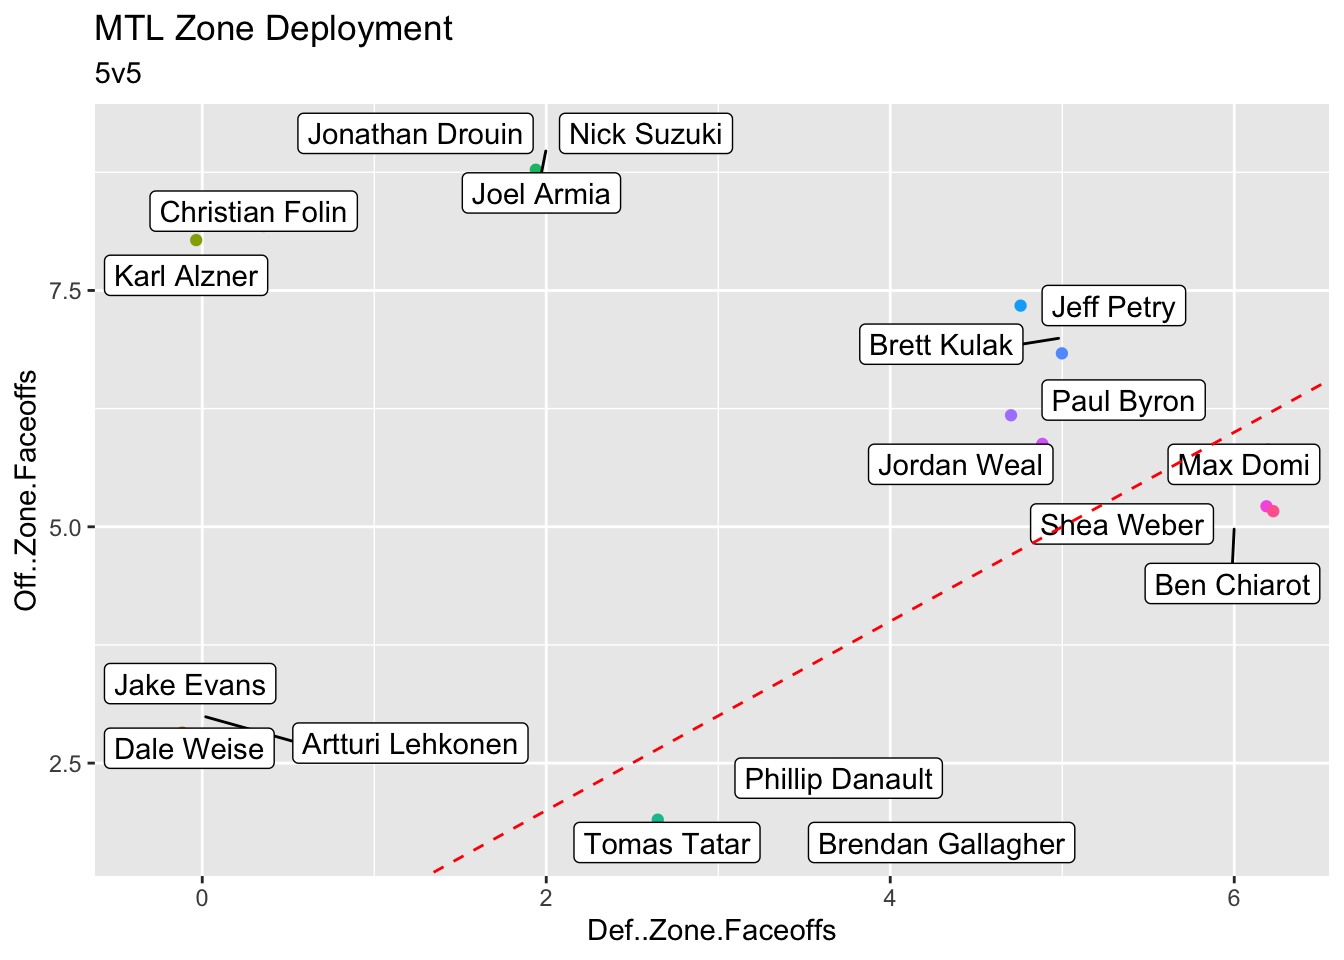 MTL Zone Deployment
5v5
Jonathan Drouin
Nick Suzuki
Joel Armia
Christian Folin
Karl Alzner
7.5
Jeff Petry
Brett Kulak
Paul Byron
Jordan Weal
Max Domi
5.0
Shea Weber
Ben Chiarot
Off..Zone.Faceoffs
Jake Evans
Dale Weise
Artturi Lehkonen
2.5
Phillip Danault
Tomas Tatar
Brendan Gallagher
0
2
4
6
Def..Zone.Faceoffs